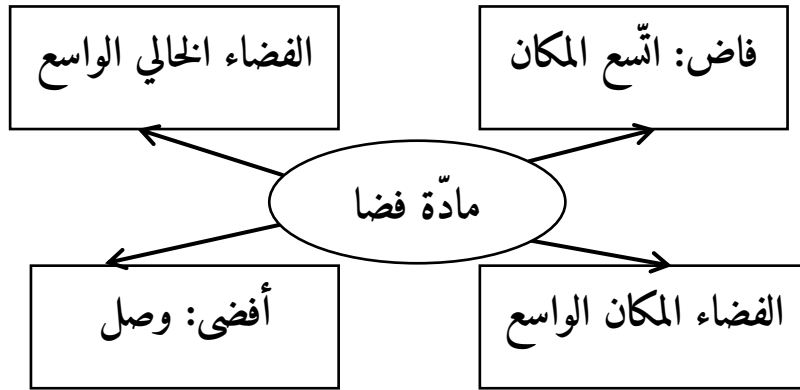 فاض: اتّسع المكان
الفضاء الخالي الواسع
مادّة فضا
الفضاء المكان الواسع
أفضى: وصل